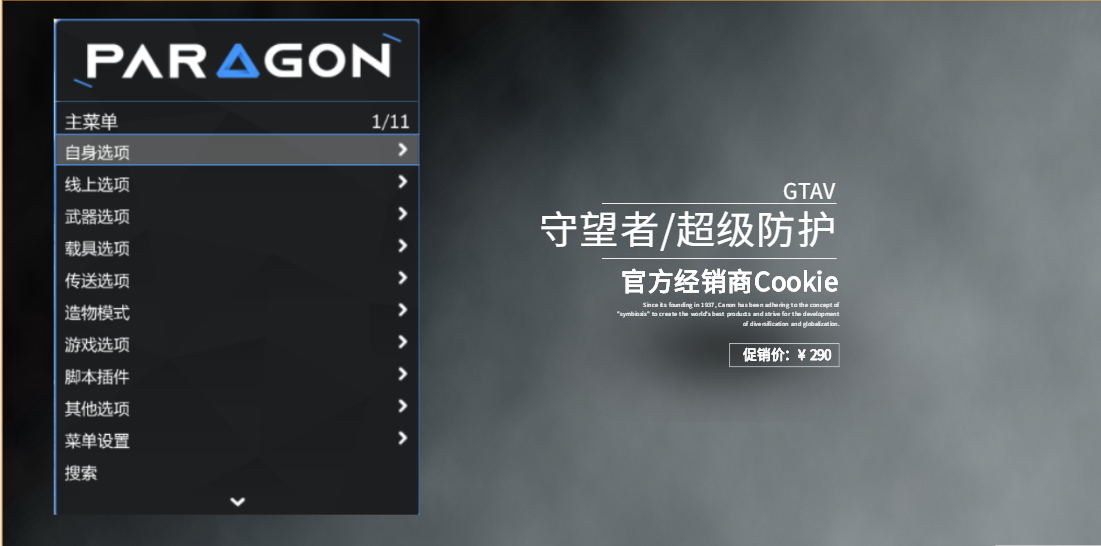 PARAGON
主菜单 1/11
自身选项
线上选项
武器选项
载具选项
传送选项
造物模式
游戏选项
脚本插件
其他选项
菜单设置
搜索
GTAV
守望者/超级防护
官方经销商Cookie
Since its founding in 1937, Canon has been adhering to the concept of
"symbiosis" to create the world's best products and strive for the development
of diversification and globalization.
促销价：¥ 290